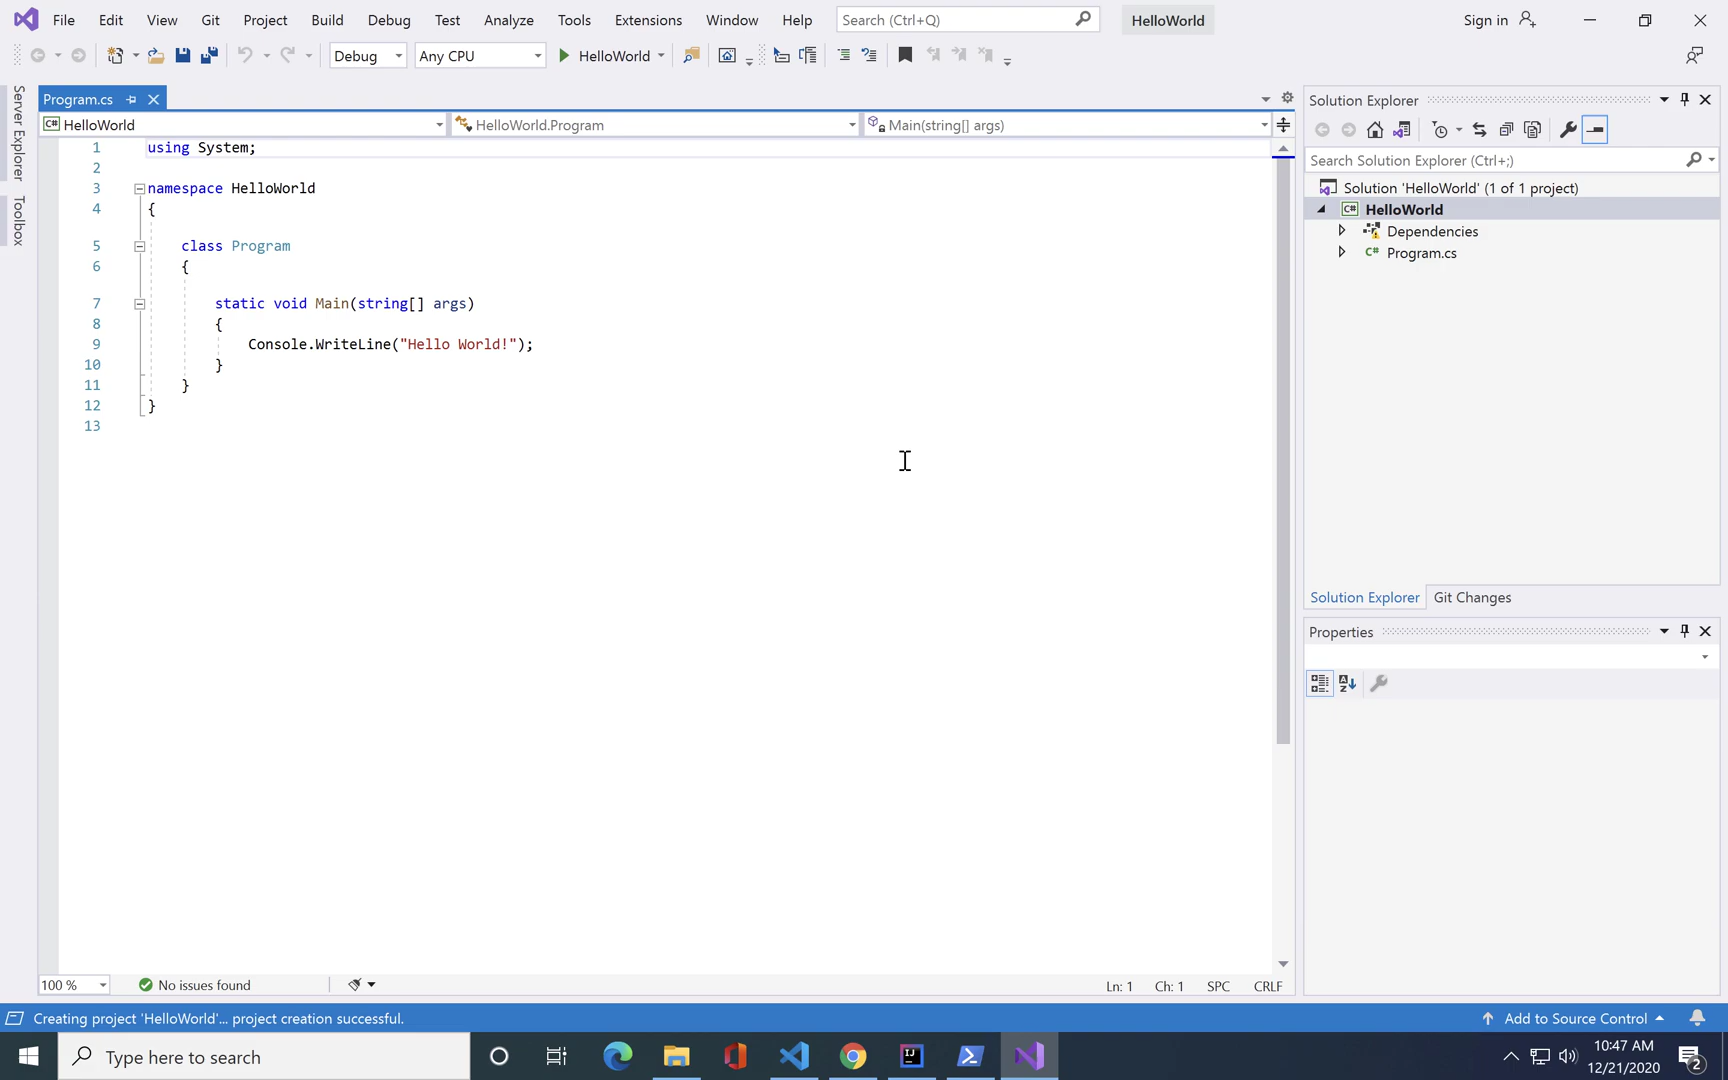 File Edit View Git Project Build Debug Test Analyze Tools Extensions Window Help Search (Ctrl+Q) HelloWorld Sign in
Debug Any CPU HelloWorld
Server Explorer
Toolbox
Program.cs
HelloWorld HelloWorld.Program Main(string[] args)
1 using System;
2
3 namespace HelloWorld
4 {
5 class Program
6 {
7 static void Main(string[] args)
8 {
9 Console.WriteLine("Hello World!");
10 }
11 }
12 }
13
100 % No issues found Ln: 1 Ch: 1 SPC CRLF
Solution Explorer
Search Solution Explorer (Ctrl+;)
Solution 'HelloWorld' (1 of 1 project)
C# HelloWorld
Dependencies
C# Program.cs
Solution Explorer Git Changes
Properties
Creating project 'HelloWorld'... project creation successful. Add to Source Control
Type here to search
10:47 AM
12/21/2020
2